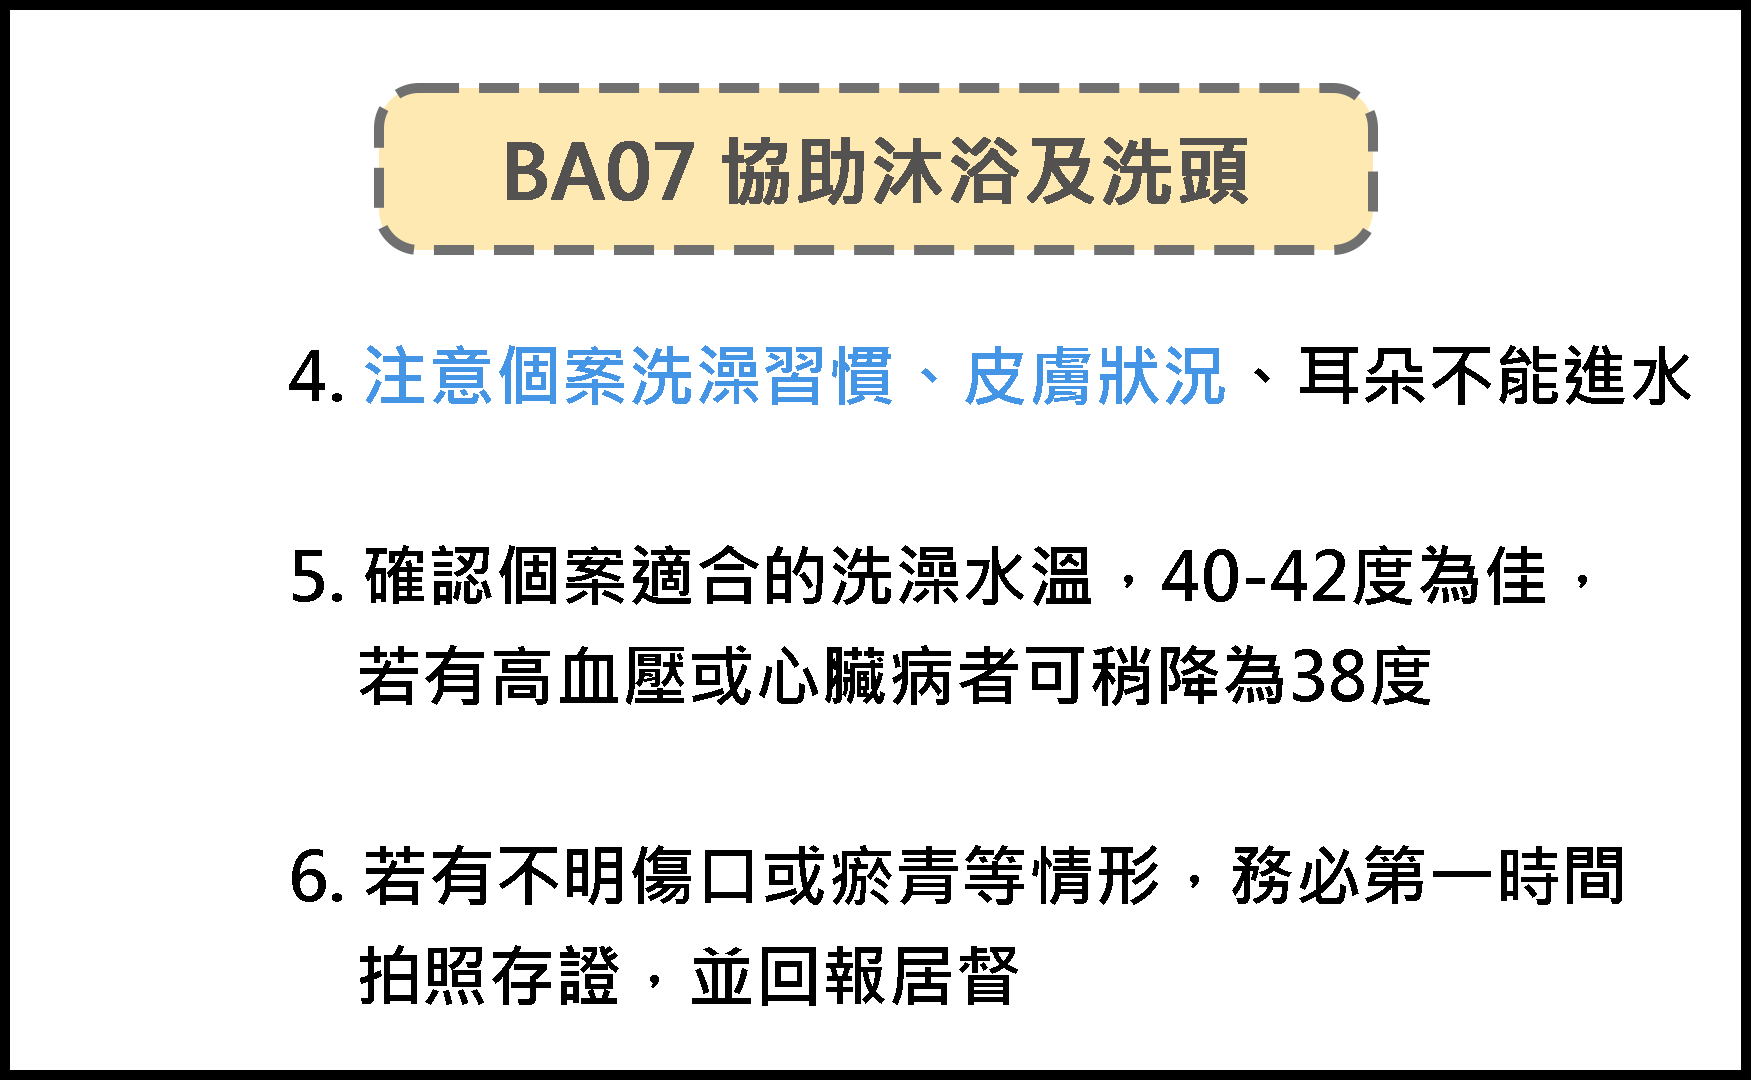 BA07 協助沐浴及洗頭
4. 注意個案洗澡習慣、皮膚狀況、耳朵不能進水
5. 確認個案適合的洗澡水溫，40-42度為佳，
若有高血壓或心臟病者可稍降為38度
6. 若有不明傷口或瘀青等情形，務必第一時間
拍照存證，並回報居督